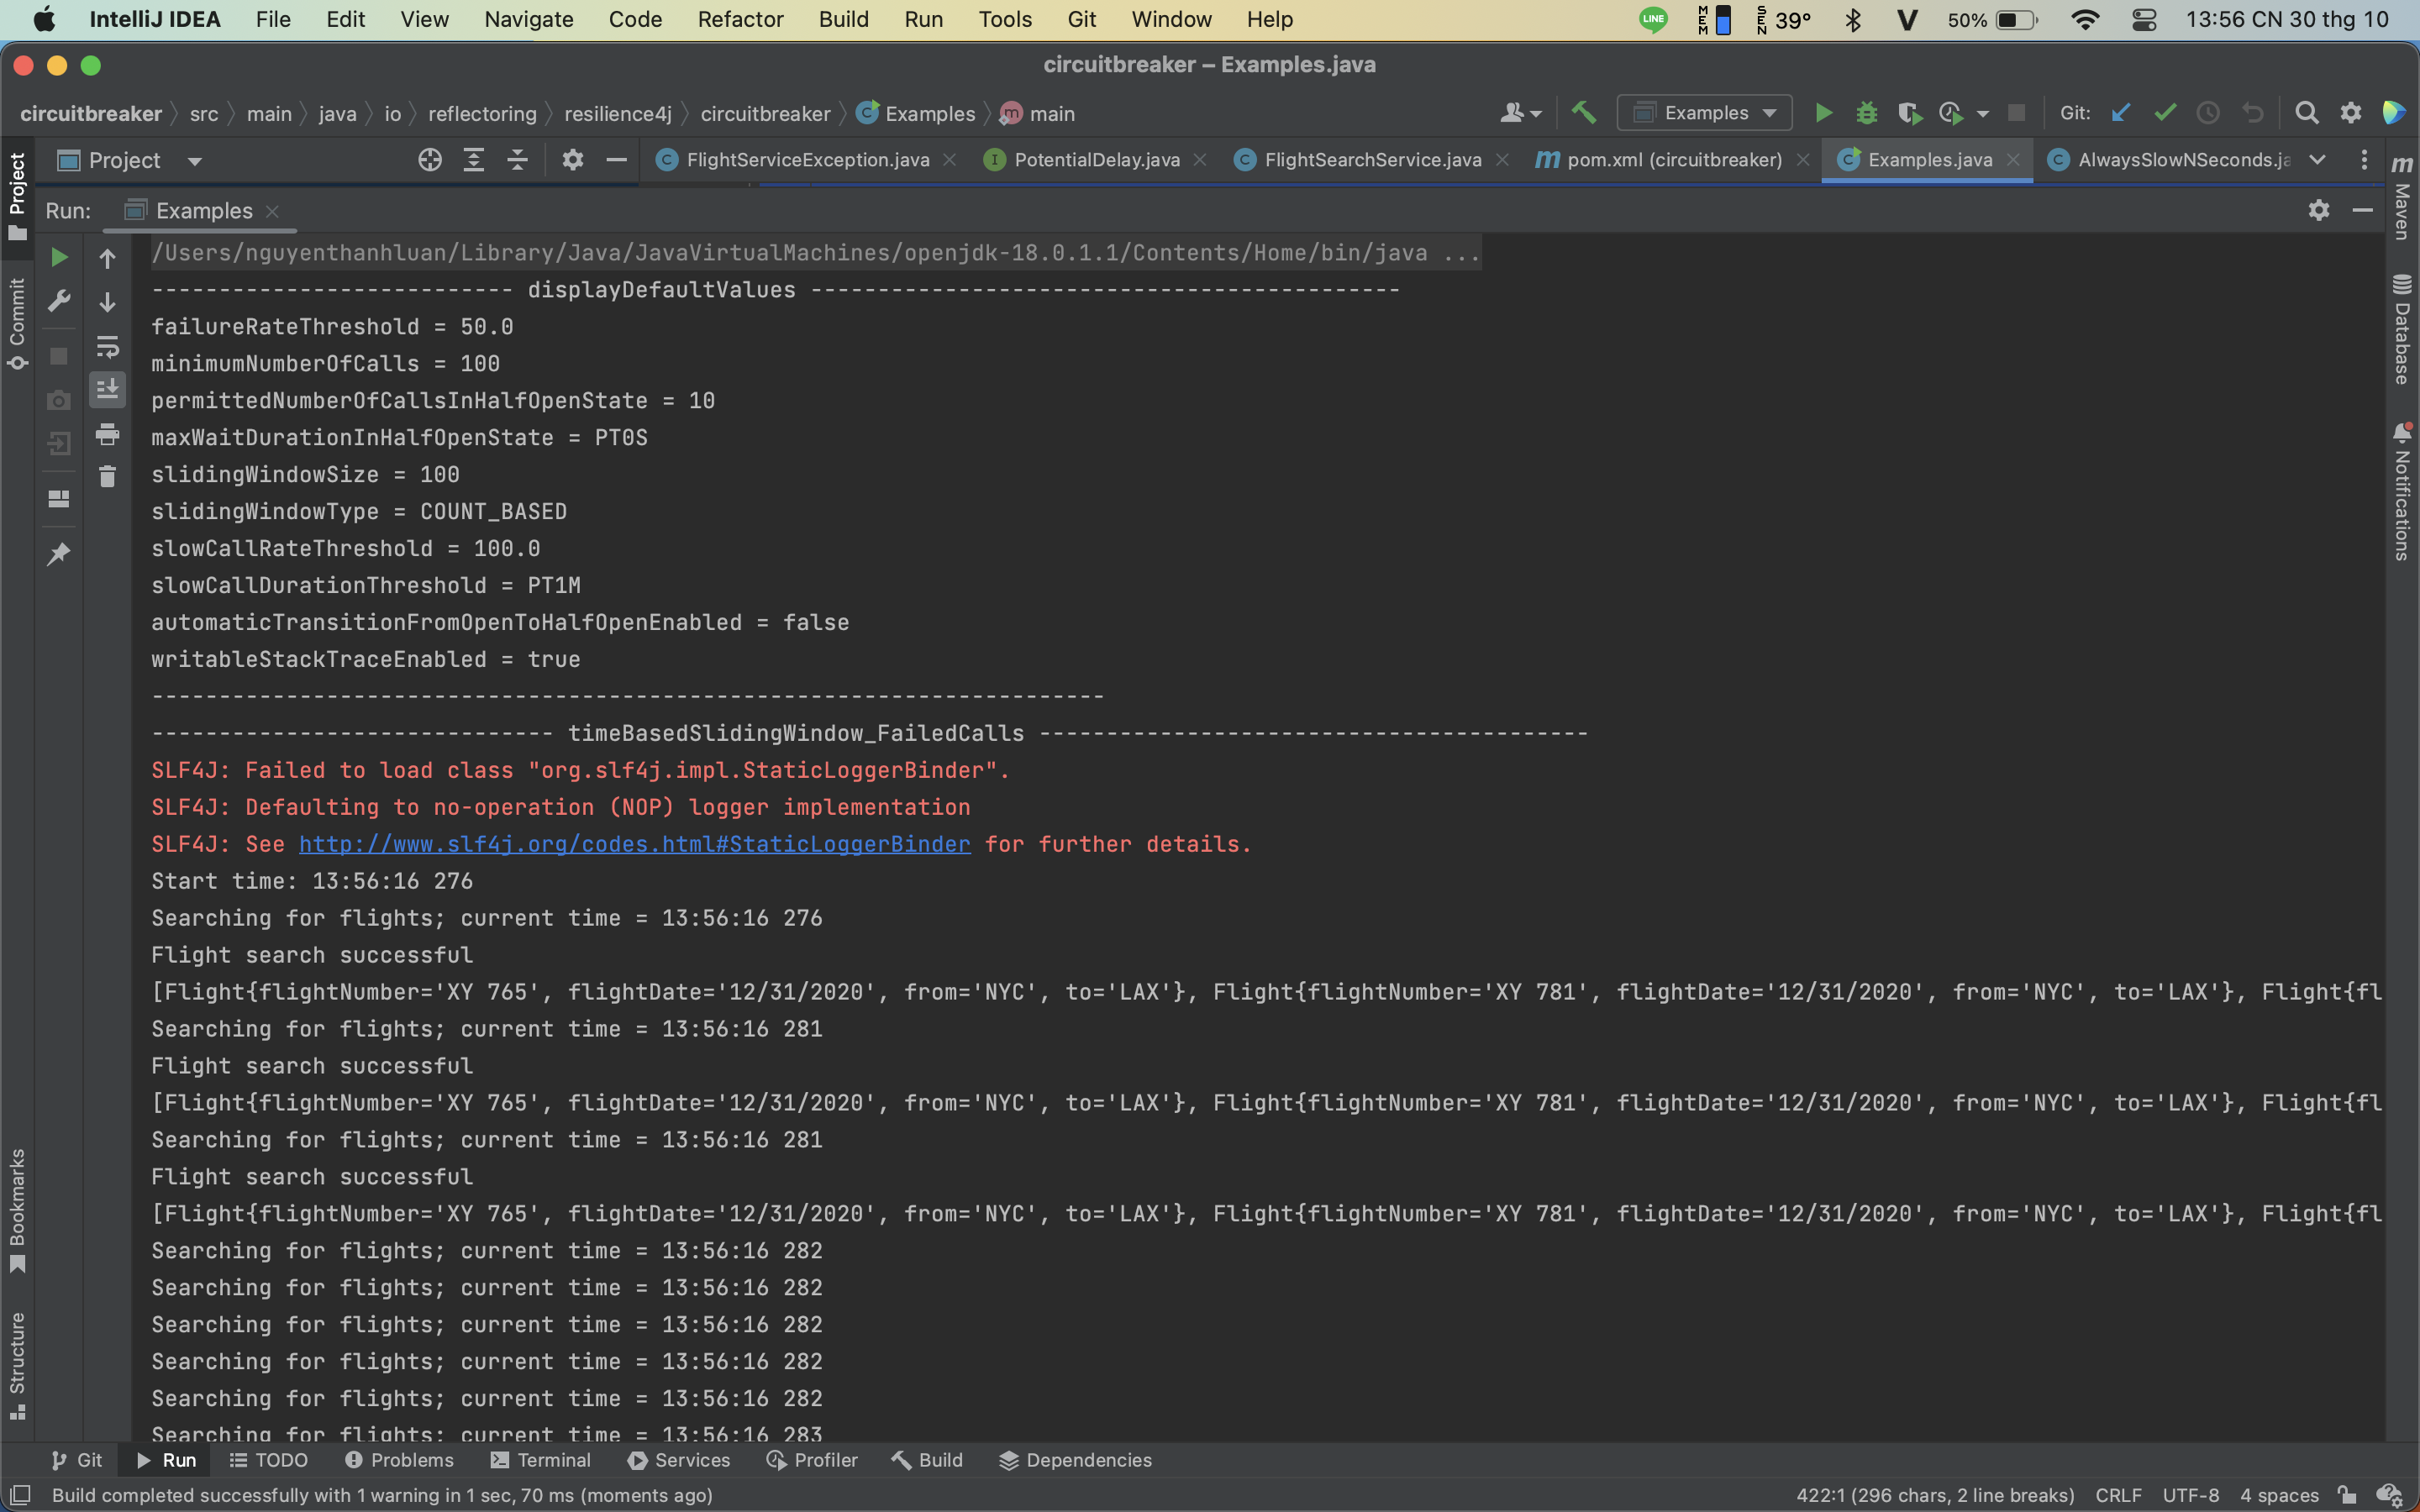 IntelliJ IDEA File Edit View Navigate Code Refactor Build Run Tools Git Window Help LINE MEM SEN 39° V 50% 13:56 CN 30 thg 10
circuitbreaker – Examples.java
circuitbreaker src main java io reflectoring resilience4j circuitbreaker Examples main Examples Git:
Project FlightServiceException.java PotentialDelay.java FlightSearchService.java pom.xml (circuitbreaker) Examples.java AlwaysSlowNSeconds.ja
Run: Examples
/Users/nguyenthanhluan/Library/Java/JavaVirtualMachines/openjdk-18.0.1.1/Contents/Home/bin/java ...
--------------------------- displayDefaultValues --------------------------------------------
failureRateThreshold = 50.0
minimumNumberOfCalls = 100
permittedNumberOfCallsInHalfOpenState = 10
maxWaitDurationInHalfOpenState = PT0S
slidingWindowSize = 100
slidingWindowType = COUNT_BASED
slowCallRateThreshold = 100.0
slowCallDurationThreshold = PT1M
automaticTransitionFromOpenToHalfOpenEnabled = false
writableStackTraceEnabled = true
-----------------------------------------------------------------------
------------------------------ timeBasedSlidingWindow_FailedCalls -----------------------------------------
SLF4J: Failed to load class "org.slf4j.impl.StaticLoggerBinder".
SLF4J: Defaulting to no-operation (NOP) logger implementation
SLF4J: See http://www.slf4j.org/codes.html#StaticLoggerBinder for further details.
Start time: 13:56:16 276
Searching for flights; current time = 13:56:16 276
Flight search successful
[Flight{flightNumber='XY 765', flightDate='12/31/2020', from='NYC', to='LAX'}, Flight{flightNumber='XY 781', flightDate='12/31/2020', from='NYC', to='LAX'}, Flight{fl
Searching for flights; current time = 13:56:16 281
Flight search successful
[Flight{flightNumber='XY 765', flightDate='12/31/2020', from='NYC', to='LAX'}, Flight{flightNumber='XY 781', flightDate='12/31/2020', from='NYC', to='LAX'}, Flight{fl
Searching for flights; current time = 13:56:16 281
Flight search successful
[Flight{flightNumber='XY 765', flightDate='12/31/2020', from='NYC', to='LAX'}, Flight{flightNumber='XY 781', flightDate='12/31/2020', from='NYC', to='LAX'}, Flight{fl
Searching for flights; current time = 13:56:16 282
Searching for flights; current time = 13:56:16 282
Searching for flights; current time = 13:56:16 282
Searching for flights; current time = 13:56:16 282
Searching for flights; current time = 13:56:16 282
Searching for flights; current time = 13:56:16 283
Project
Commit
Bookmarks
Structure
Maven
Database
Notifications
Git Run TODO Problems Terminal Services Profiler Build Dependencies
Build completed successfully with 1 warning in 1 sec, 70 ms (moments ago) 422:1 (296 chars, 2 line breaks) CRLF UTF-8 4 spaces